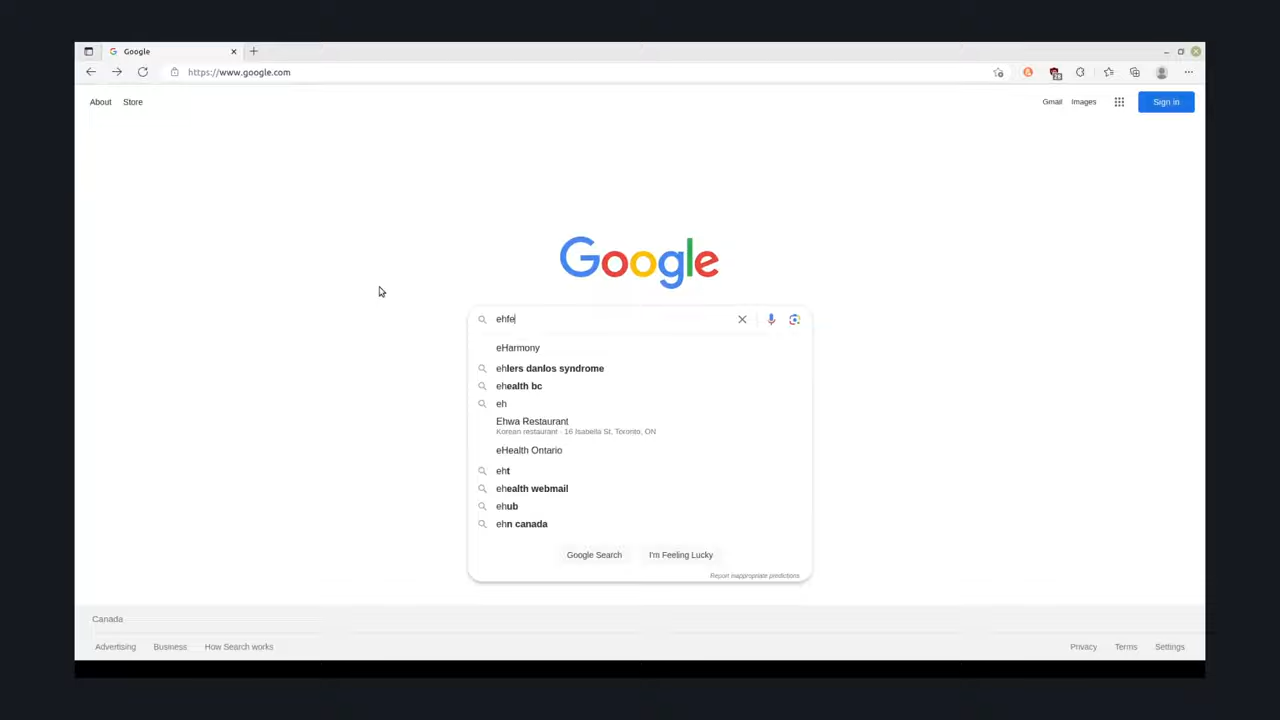 Google
https://www.google.com
About Store
Gmail Images Sign in
Google
ehfe
eHarmony
ehlers danlos syndrome
ehealth bc
eh
Ehwa Restaurant
Korean restaurant · 16 Isabella St, Toronto, ON
eHealth Ontario
eht
ehealth webmail
ehub
ehn canada
Google Search I'm Feeling Lucky
Report inappropriate predictions
Canada
Advertising Business How Search works
Privacy Terms Settings